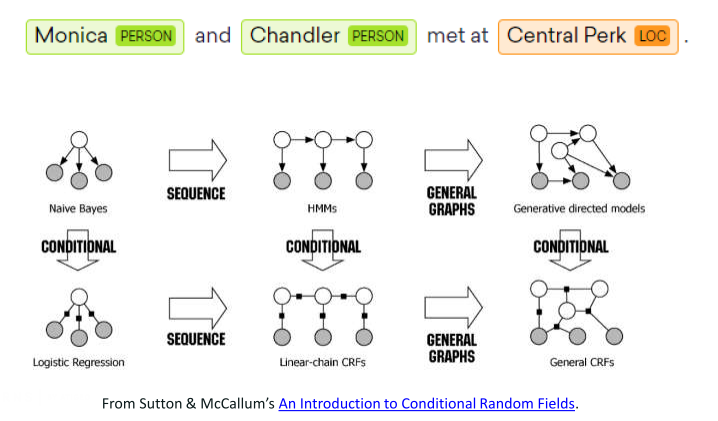 Monica PERSON and Chandler PERSON met at Central Perk LOC .
SEQUENCE
GENERAL
GRAPHS
Naive Bayes
HMMs
Generative directed models
CONDITIONAL
CONDITIONAL
CONDITIONAL
SEQUENCE
GENERAL
GRAPHS
Logistic Regression
Linear-chain CRFs
General CRFs
From Sutton & McCallum's An Introduction to Conditional Random Fields.